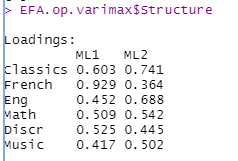 > EFA.op.varimax$Structure
Loadings:
ML1 ML2
Classics 0.603 0.741
French 0.929 0.364
Eng 0.452 0.688
Math 0.509 0.542
Discr 0.525 0.445
Music 0.417 0.502